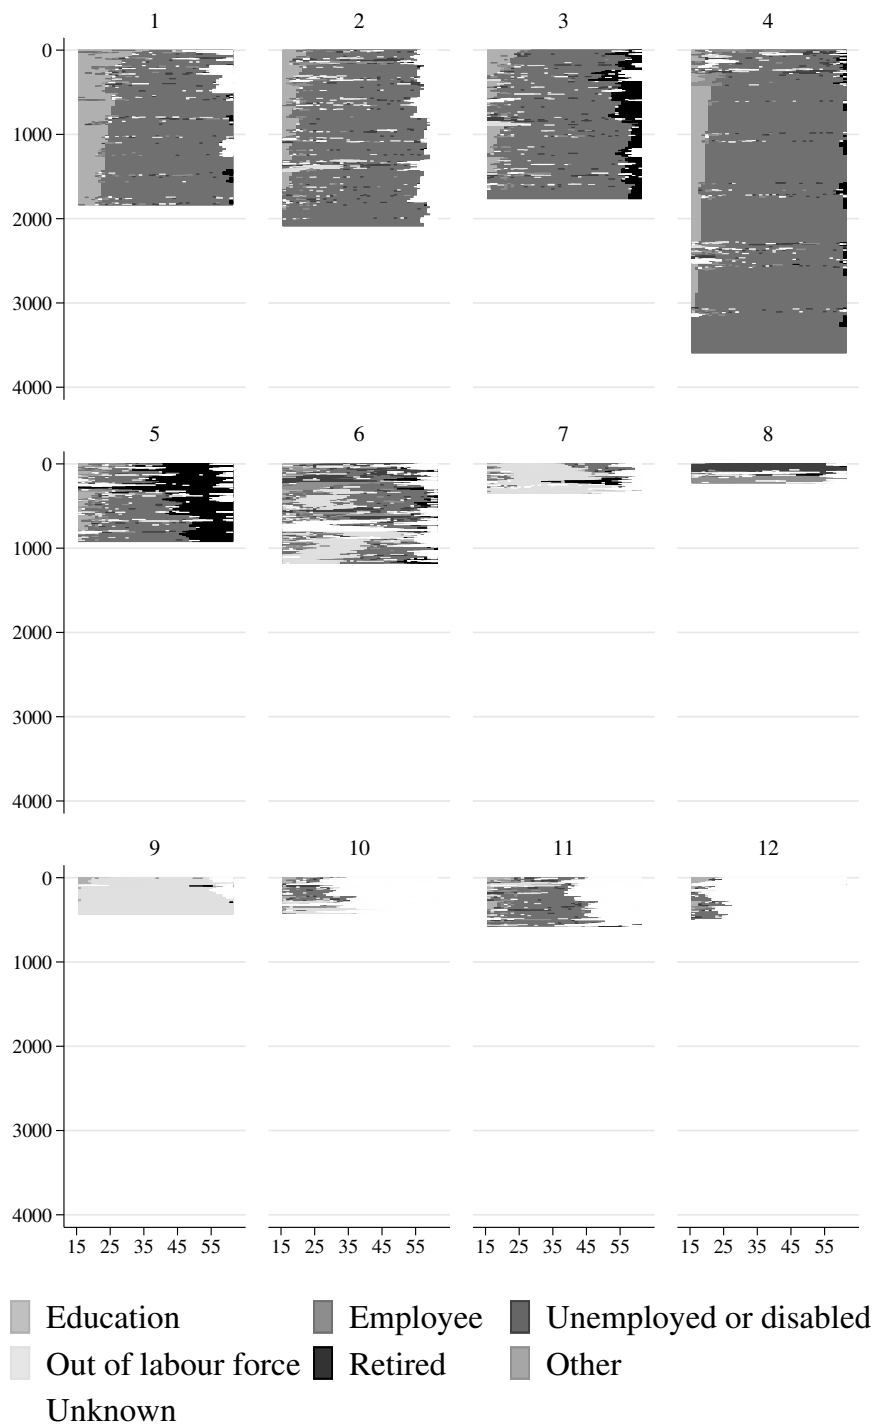 1 2 3 4
0
1000
2000
3000
4000
5 6 7 8
0
1000
2000
3000
4000
9 10 11 12
0
1000
2000
3000
4000
15 25 35 45 55 15 25 35 45 55 15 25 35 45 55 15 25 35 45 55
Education Employee Unemployed or disabled
Out of labour force Retired Other
Unknown